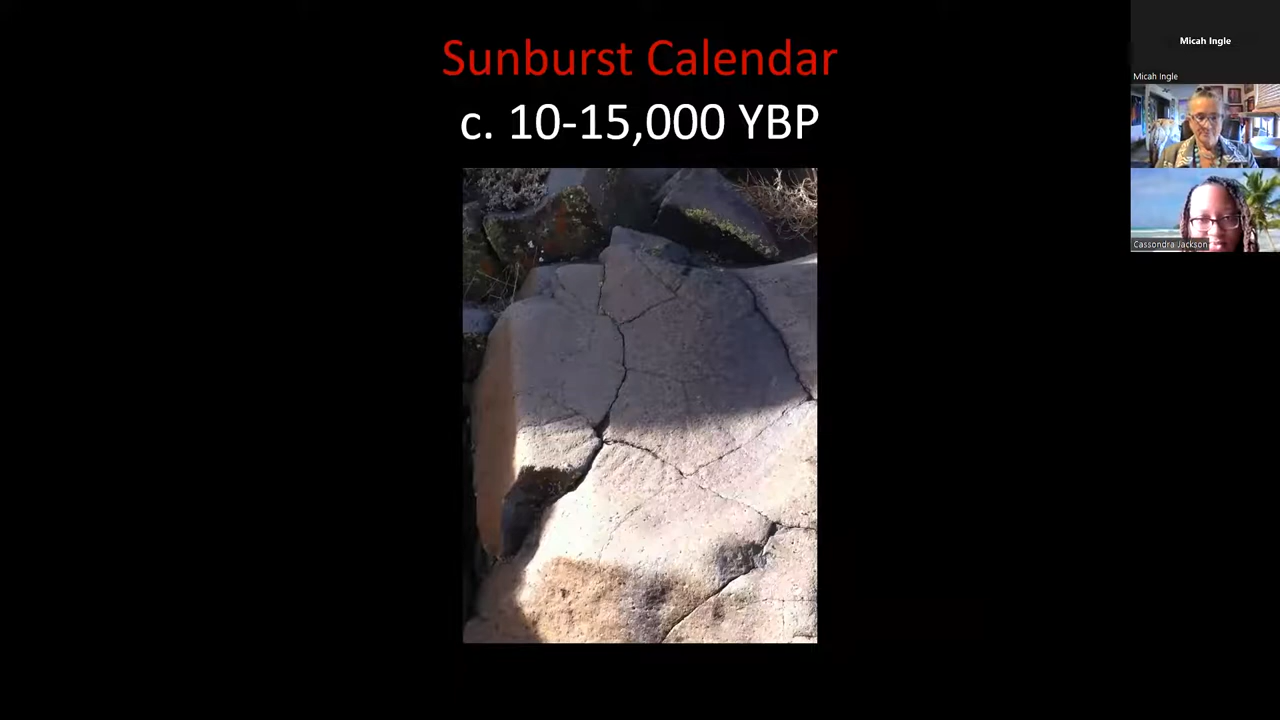 Sunburst Calendar
c. 10-15,000 YBP
Micah Ingle
Micah Ingle
Cassondra Jackson